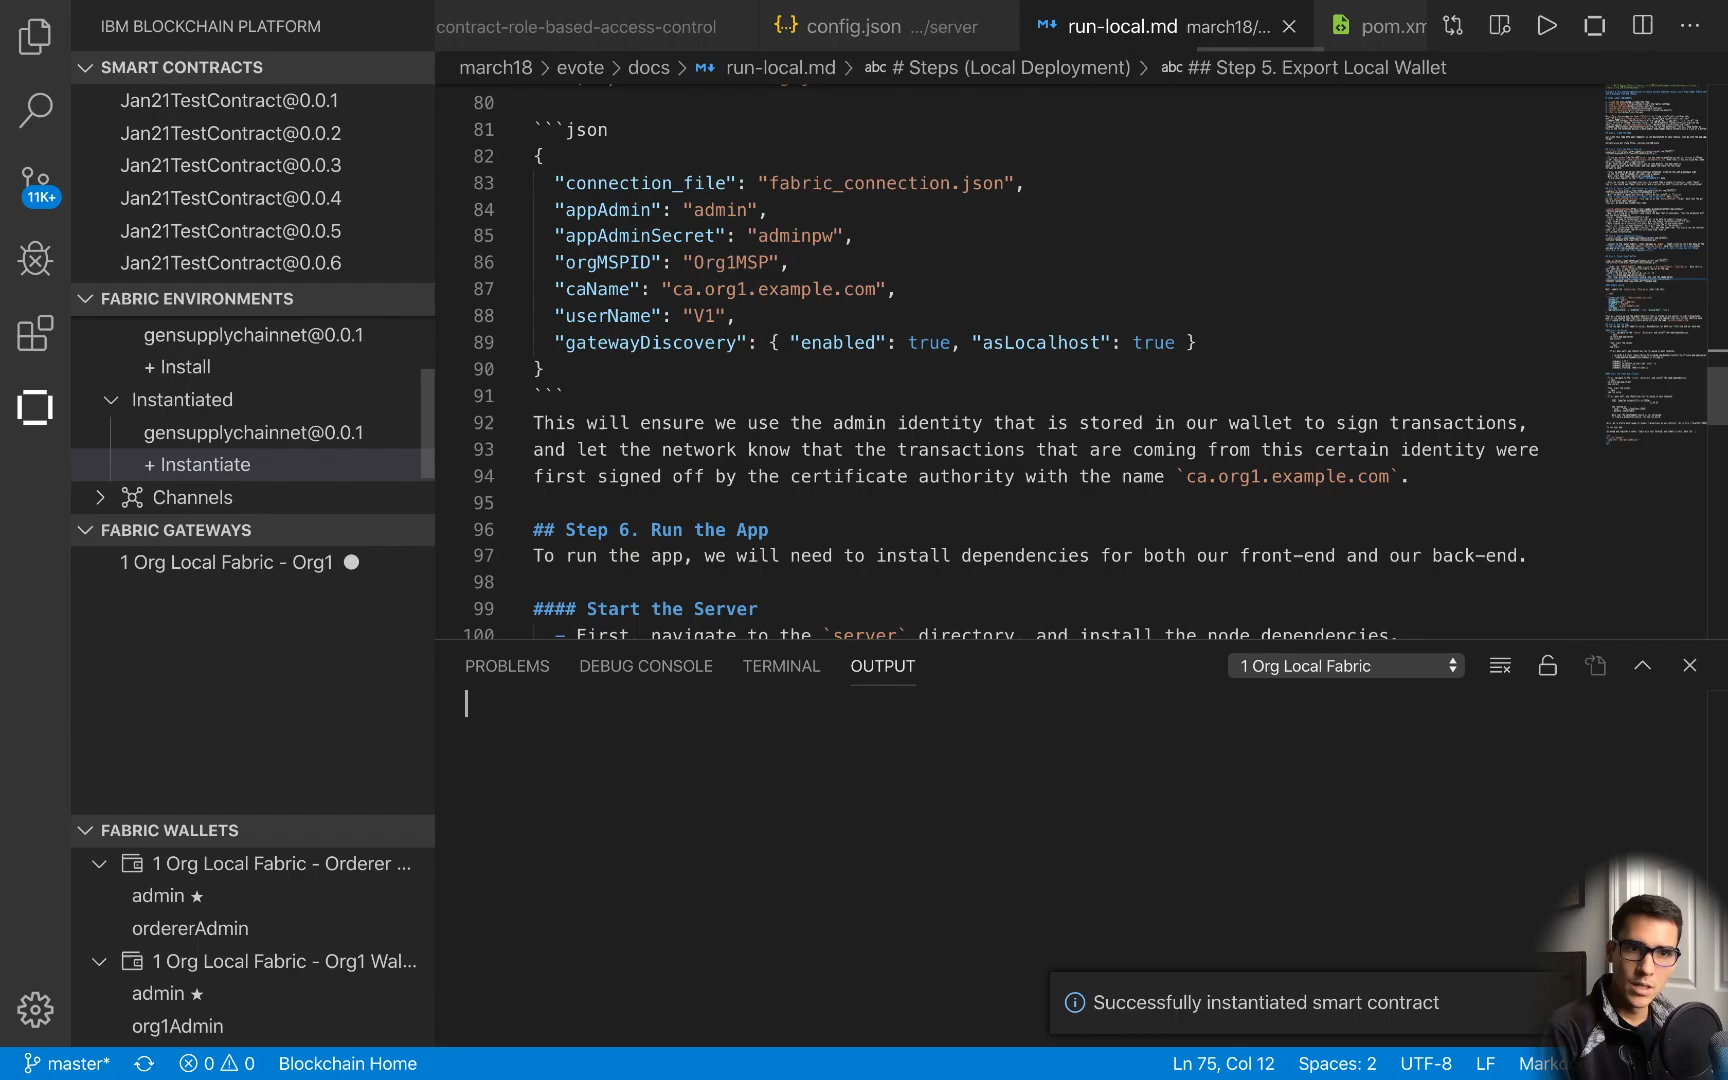 IBM BLOCKCHAIN PLATFORM
contract-role-based-access-control
config.json .../server
run-local.md march18/...
pom.xm
SMART CONTRACTS
Jan21TestContract@0.0.1
Jan21TestContract@0.0.2
Jan21TestContract@0.0.3
Jan21TestContract@0.0.4
Jan21TestContract@0.0.5
Jan21TestContract@0.0.6
11K+
FABRIC ENVIRONMENTS
gensupplychainnet@0.0.1
+ Install
Instantiated
gensupplychainnet@0.0.1
+ Instantiate
Channels
FABRIC GATEWAYS
1 Org Local Fabric - Org1
FABRIC WALLETS
1 Org Local Fabric - Orderer ...
admin ★
ordererAdmin
1 Org Local Fabric - Org1 Wal...
admin ★
org1Admin
march18 > evote > docs > run-local.md > abc # Steps (Local Deployment) > abc ## Step 5. Export Local Wallet
80
81 ```json
82 {
83 "connection_file": "fabric_connection.json",
84 "appAdmin": "admin",
85 "appAdminSecret": "adminpw",
86 "orgMSPID": "Org1MSP",
87 "caName": "ca.org1.example.com",
88 "userName": "V1",
89 "gatewayDiscovery": { "enabled": true, "asLocalhost": true }
90 }
91 ```
92 This will ensure we use the admin identity that is stored in our wallet to sign transactions,
93 and let the network know that the transactions that are coming from this certain identity were
94 first signed off by the certificate authority with the name `ca.org1.example.com`.
95
96 ## Step 6. Run the App
97 To run the app, we will need to install dependencies for both our front-end and our back-end.
98
99 #### Start the Server
100 - First, navigate to the `server` directory, and install the node dependencies.
PROBLEMS DEBUG CONSOLE TERMINAL OUTPUT
1 Org Local Fabric
Successfully instantiated smart contract
master* 0 0 Blockchain Home
Ln 75, Col 12 Spaces: 2 UTF-8 LF